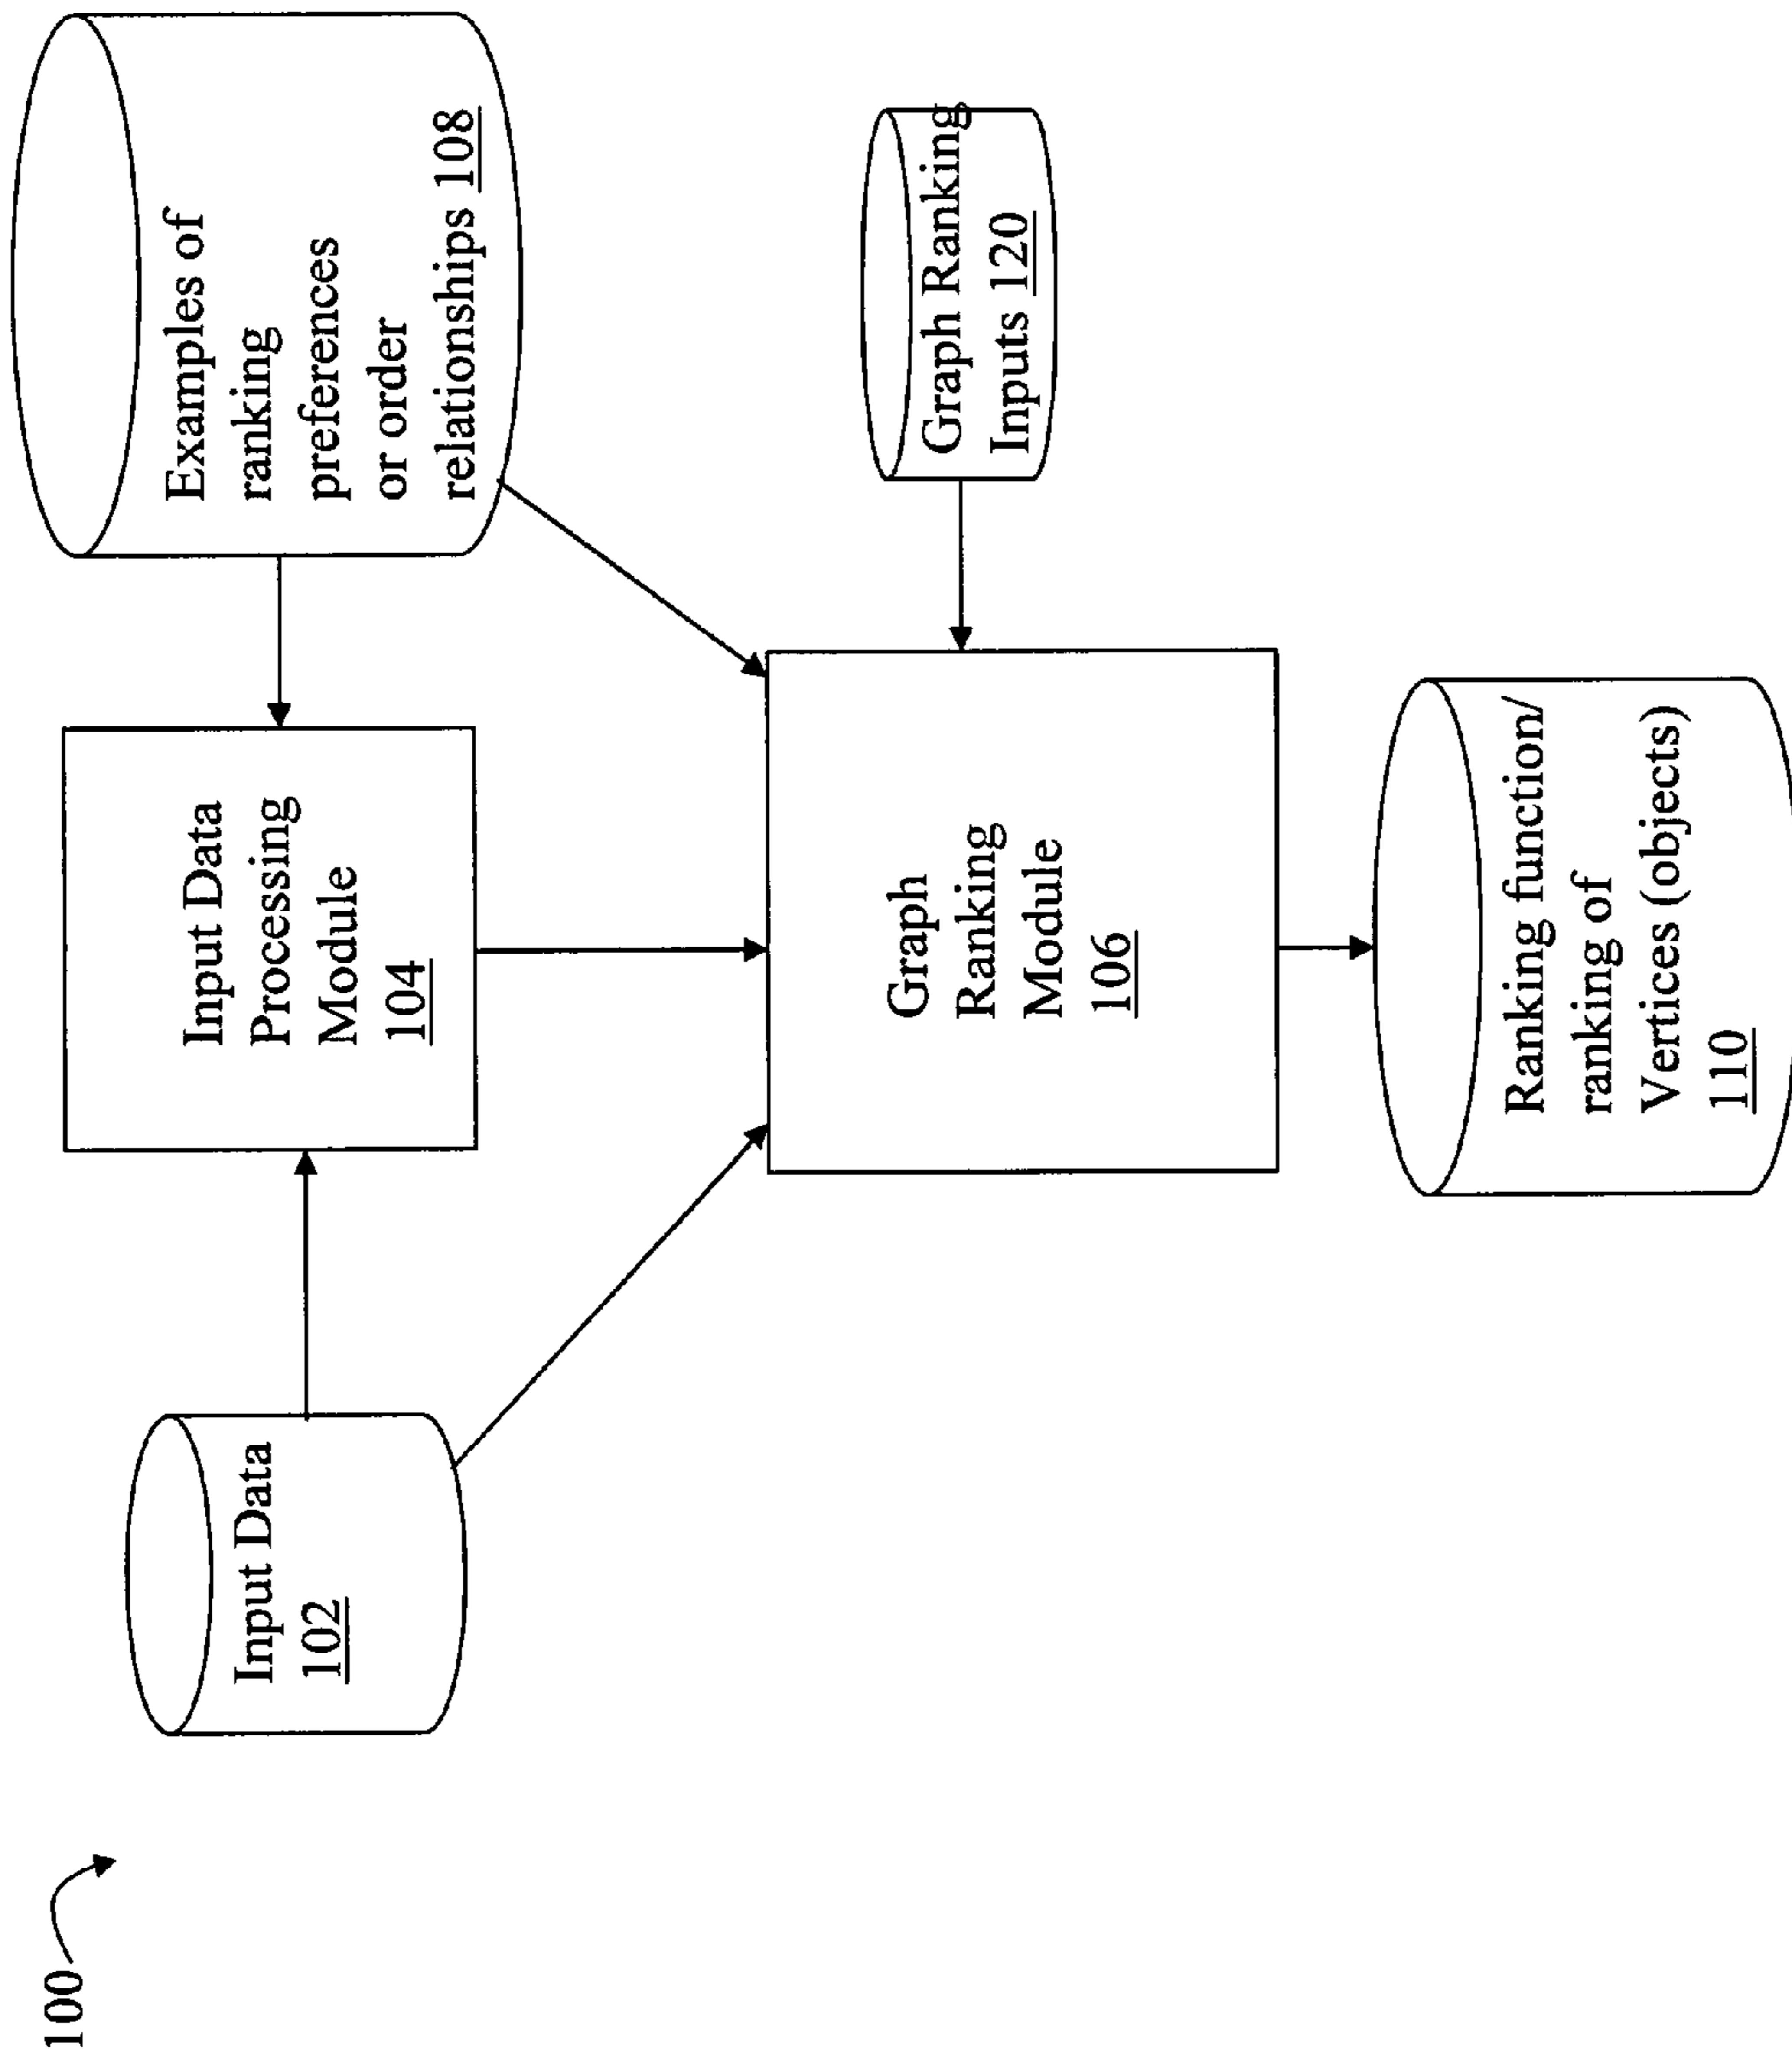 100
Input Data
102
Input Data
Processing
Module
104
Examples of
ranking
preferences
or order
relationships 108
Graph
Ranking
Module
106
Graph Ranking
Inputs 120
Ranking function/
ranking of
Vertices (objects)
110